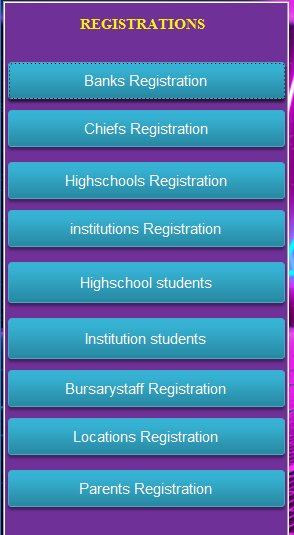 REGISTRATIONS
Banks Registration
Chiefs Registration
Highschools Registration
institutions Registration
Highschool students
Institution students
Bursarystaff Registration
Locations Registration
Parents Registration